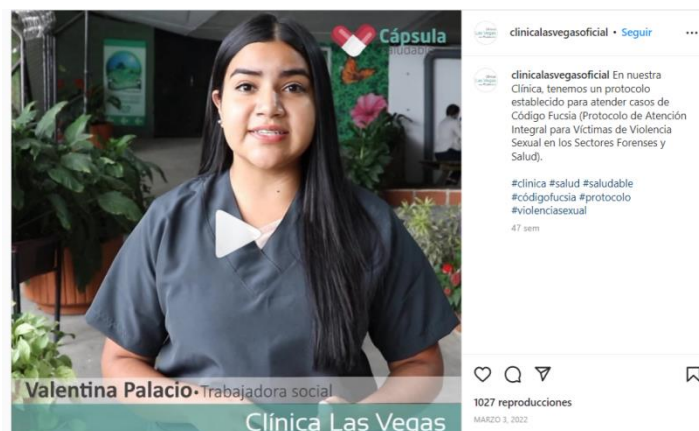 Cápsula
Saludable
Valentina Palacio • Trabajadora social
Clínica Las Vegas
clinicalasvegasoficial • Seguir
clinicalasvegasoficial En nuestra
Clínica, tenemos un protocolo
establecido para atender casos de
Código Fucsia (Protocolo de Atención
Integral para Víctimas de Violencia
Sexual en los Sectores Forenses y
Salud).
#clinica #salud #saludable
#códigofucsia #protocolo
#violenciasexual
47 sem
1027 reproducciones
MARZO 3, 2022